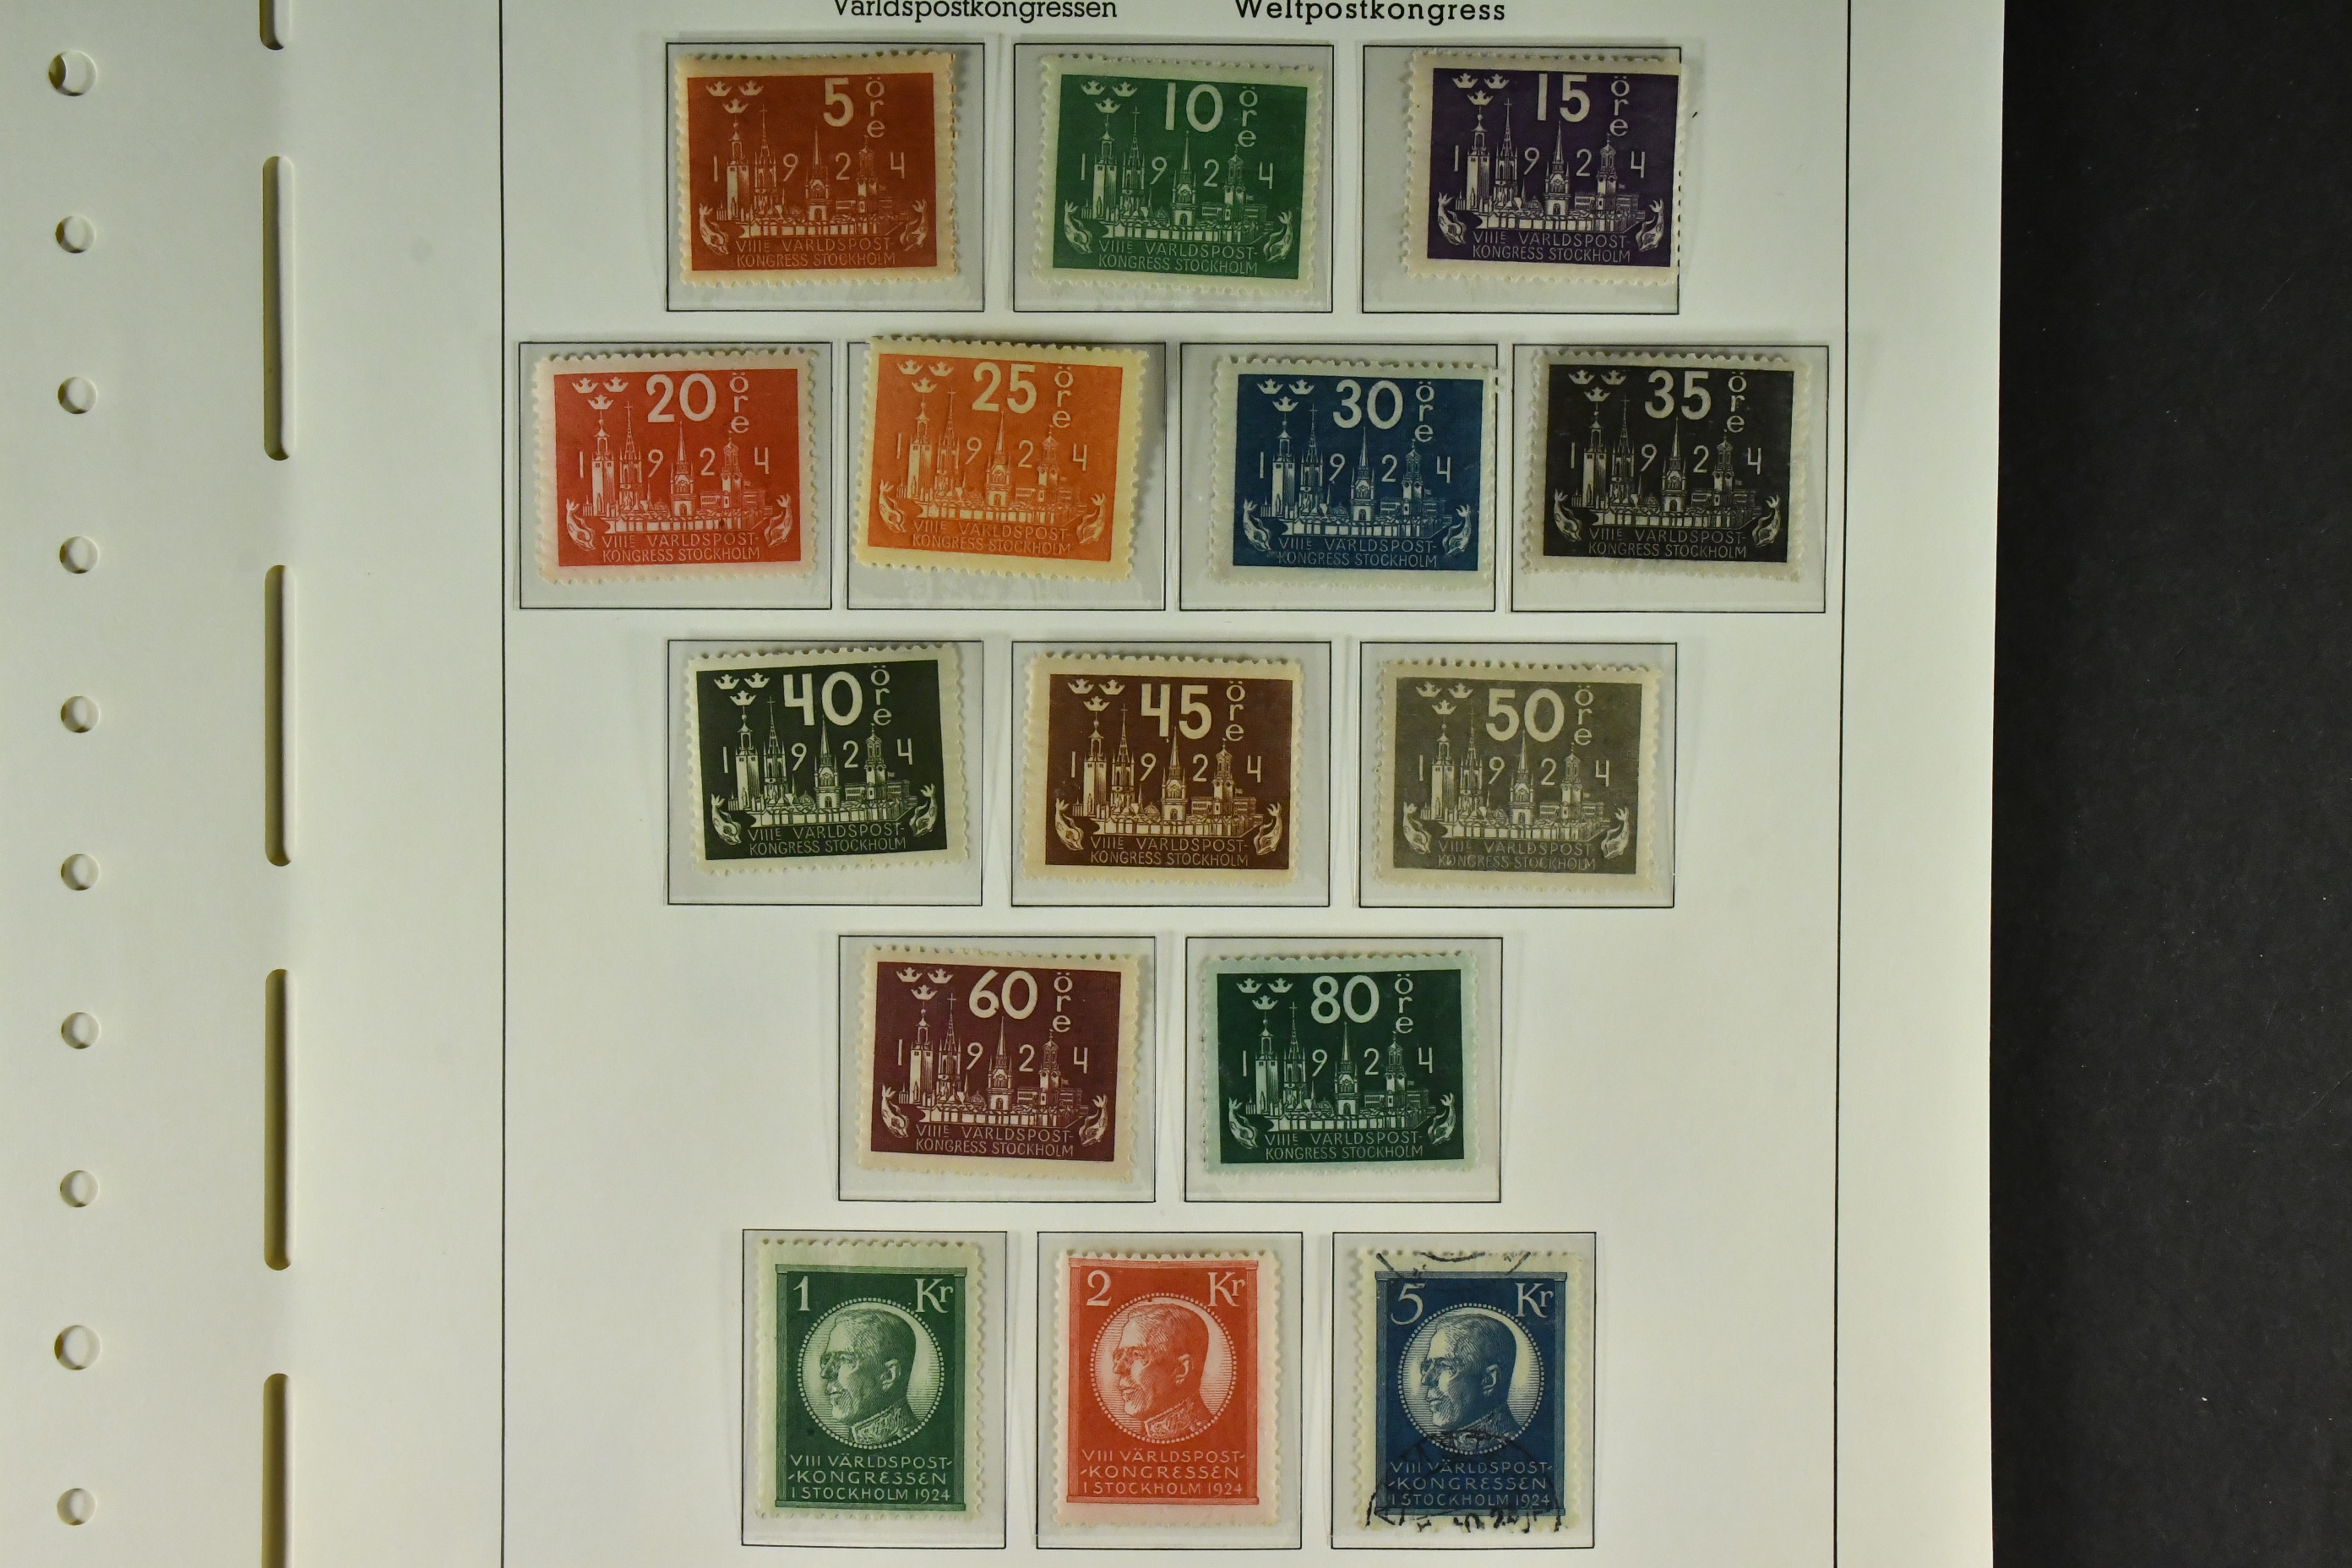 Världspostkongressen Weltpostkongress
5 öre
1924
VIIIE VÄRLDSPOST-
KONGRESS STOCKHOLM
10 öre
1924
VIIIE VÄRLDSPOST-
KONGRESS STOCKHOLM
15 öre
1924
VIIIE VÄRLDSPOST-
KONGRESS STOCKHOLM
20 öre
1924
VIIIE VÄRLDSPOST-
KONGRESS STOCKHOLM
25 öre
1924
VIIIE VÄRLDSPOST-
KONGRESS STOCKHOLM
30 öre
1924
VIIIE VÄRLDSPOST-
KONGRESS STOCKHOLM
35 öre
1924
VIIIE VÄRLDSPOST-
KONGRESS STOCKHOLM
40 öre
1924
VIIIE VÄRLDSPOST-
KONGRESS STOCKHOLM
45 öre
1924
VIIIE VÄRLDSPOST-
KONGRESS STOCKHOLM
50 öre
1924
VIIIE VÄRLDSPOST-
KONGRESS STOCKHOLM
60 öre
1924
VIIIE VÄRLDSPOST-
KONGRESS STOCKHOLM
80 öre
1924
VIIIE VÄRLDSPOST-
KONGRESS STOCKHOLM
1 Kr
VIII VÄRLDSPOST-
-KONGRESSEN
I STOCKHOLM 1924
2 Kr
VIII VÄRLDSPOST-
-KONGRESSEN
I STOCKHOLM 1924
5 Kr
VIII VÄRLDSPOST-
-KONGRESSEN
I STOCKHOLM 1924